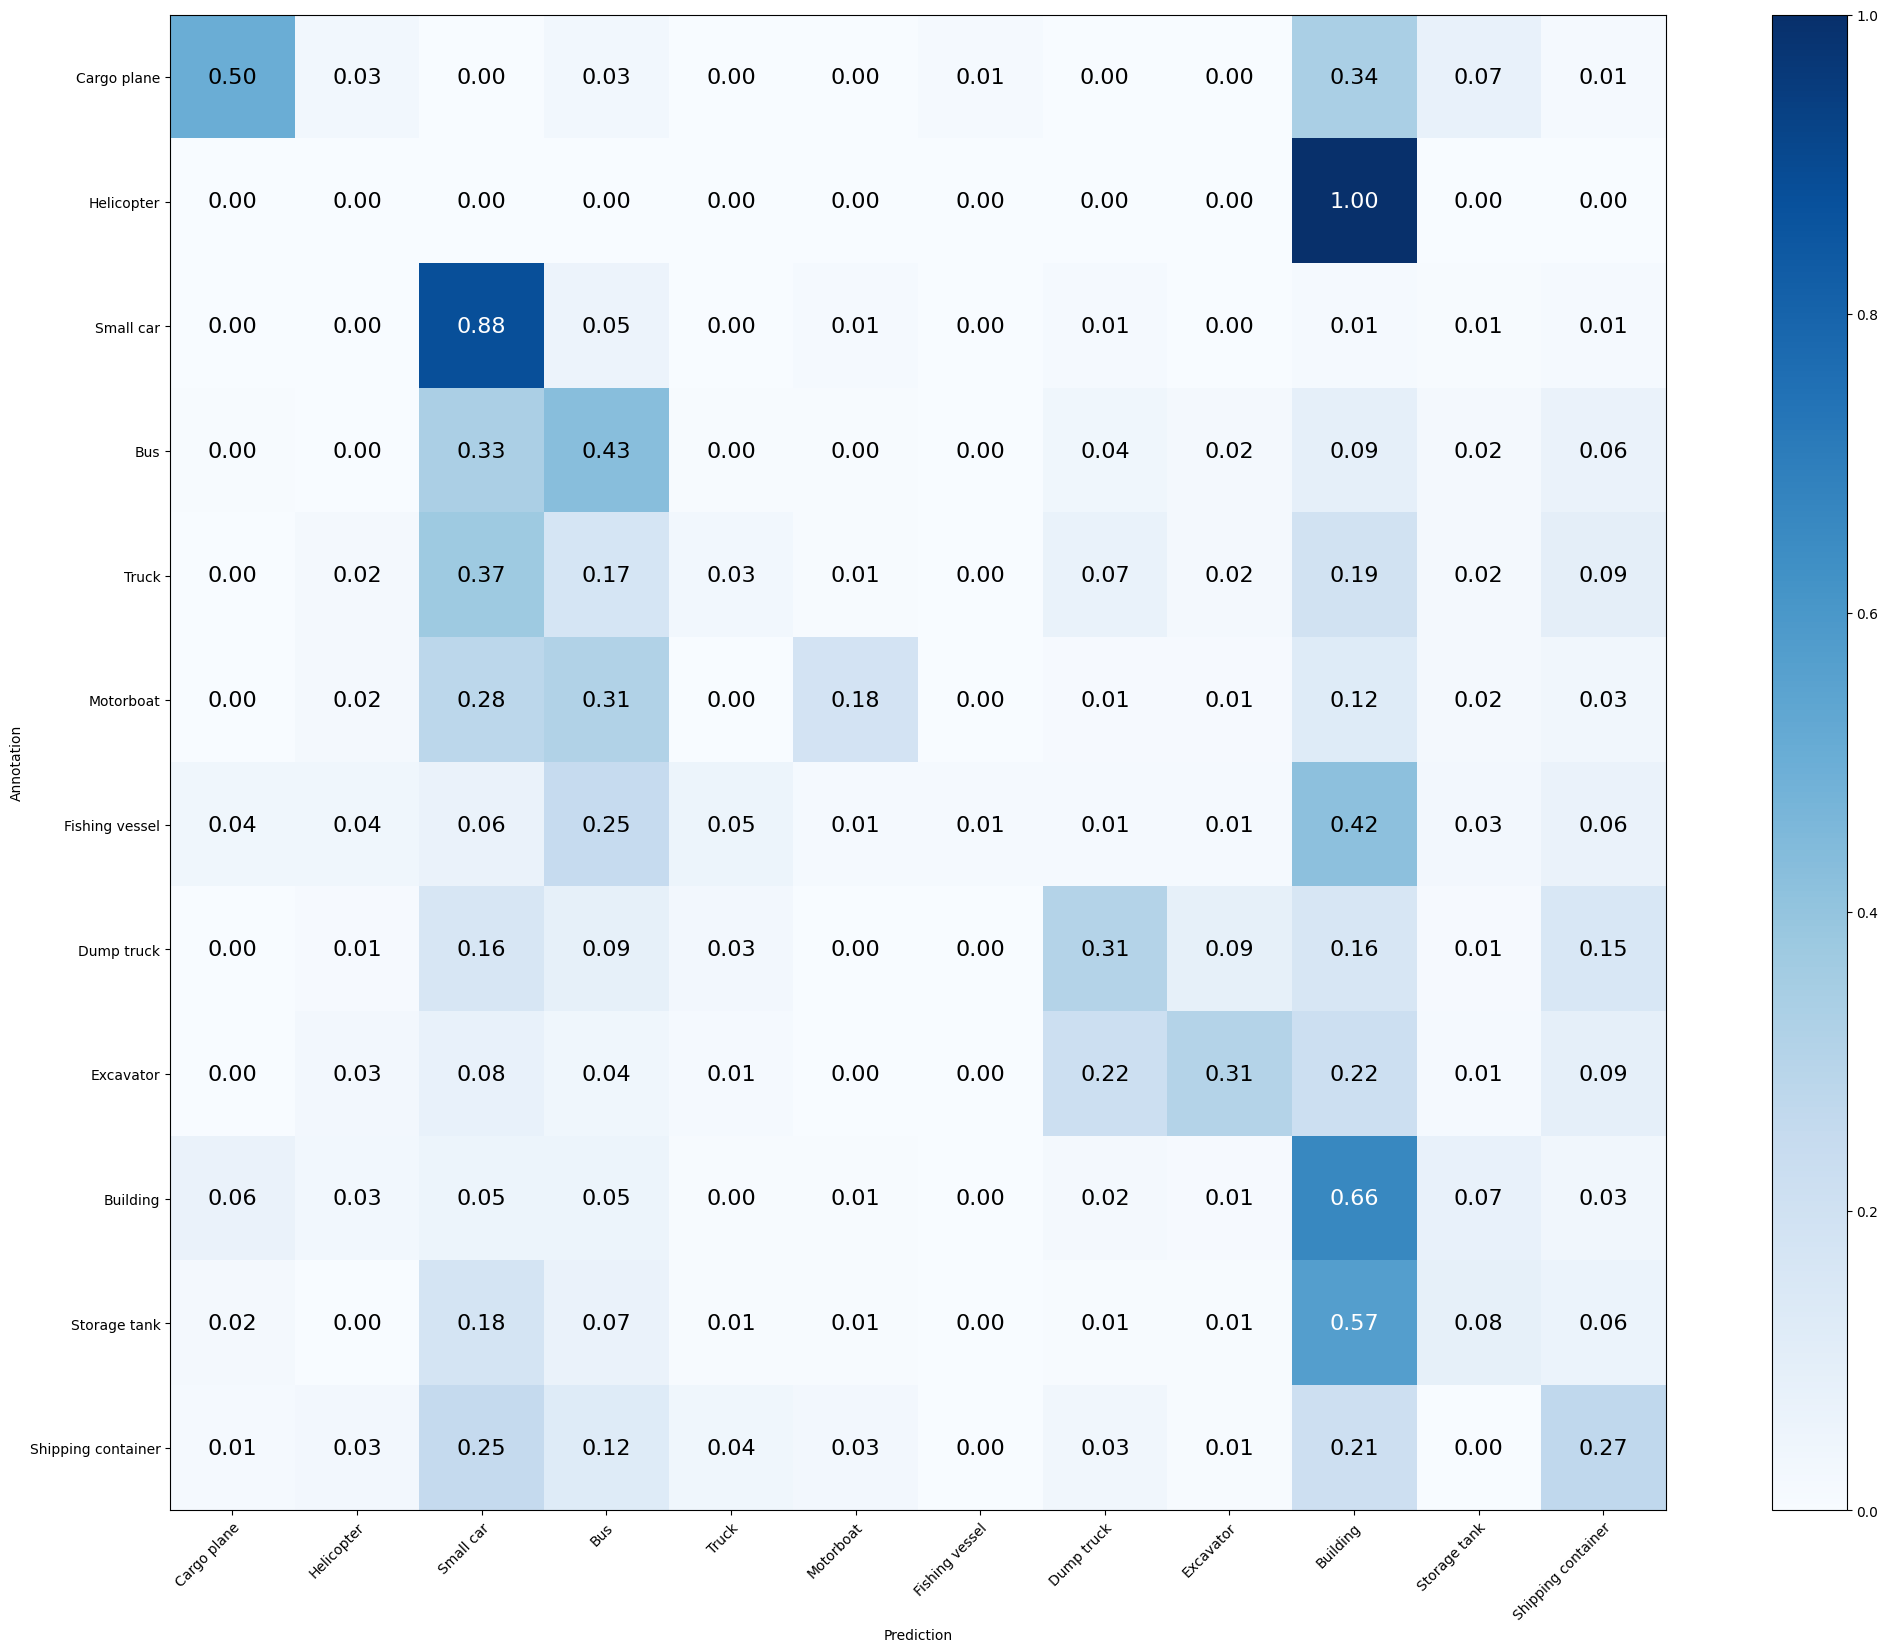 Cargo plane 0.50 0.03 0.00 0.03 0.00 0.00 0.01 0.00 0.00 0.34 0.07 0.01
Helicopter 0.00 0.00 0.00 0.00 0.00 0.00 0.00 0.00 0.00 1.00 0.00 0.00
Small car 0.00 0.00 0.88 0.05 0.00 0.01 0.00 0.01 0.00 0.01 0.01 0.01
Bus 0.00 0.00 0.33 0.43 0.00 0.00 0.00 0.04 0.02 0.09 0.02 0.06
Truck 0.00 0.02 0.37 0.17 0.03 0.01 0.00 0.07 0.02 0.19 0.02 0.09
Motorboat 0.00 0.02 0.28 0.31 0.00 0.18 0.00 0.01 0.01 0.12 0.02 0.03
Fishing vessel 0.04 0.04 0.06 0.25 0.05 0.01 0.01 0.01 0.01 0.42 0.03 0.06
Dump truck 0.00 0.01 0.16 0.09 0.03 0.00 0.00 0.31 0.09 0.16 0.01 0.15
Excavator 0.00 0.03 0.08 0.04 0.01 0.00 0.00 0.22 0.31 0.22 0.01 0.09
Building 0.06 0.03 0.05 0.05 0.00 0.01 0.00 0.02 0.01 0.66 0.07 0.03
Storage tank 0.02 0.00 0.18 0.07 0.01 0.01 0.00 0.01 0.01 0.57 0.08 0.06
Shipping container 0.01 0.03 0.25 0.12 0.04 0.03 0.00 0.03 0.01 0.21 0.00 0.27
Annotation
Cargo plane Helicopter Small car Bus Truck Motorboat Fishing vessel Dump truck Excavator Building Storage tank Shipping container
Prediction
1.0
0.8
0.6
0.4
0.2
0.0